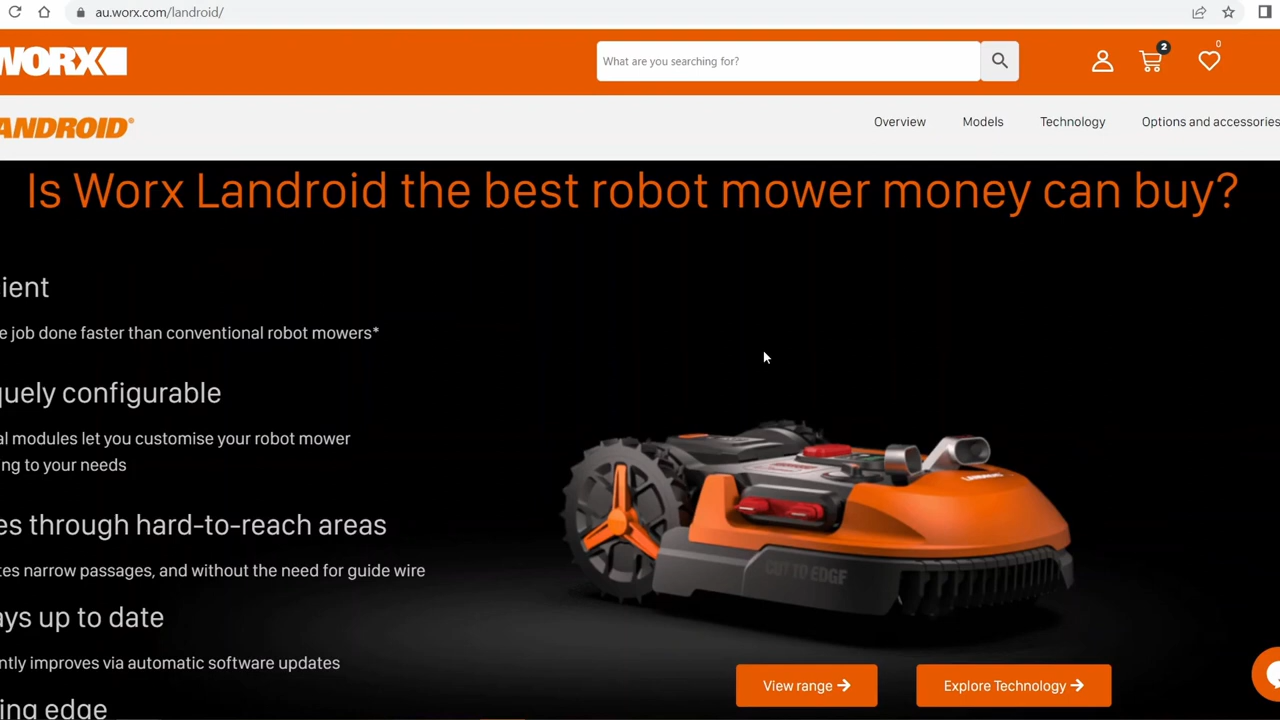 au.worx.com/landroid/
WORX
What are you searching for?
2
0
ANDROID®
Overview
Models
Technology
Options and accessories
Is Worx Landroid the best robot mower money can buy?
ient
e job done faster than conventional robot mowers*
quely configurable
al modules let you customise your robot mower
ing to your needs
es through hard-to-reach areas
tes narrow passages, and without the need for guide wire
ays up to date
ntly improves via automatic software updates
ing edge
LANDROID
CUT TO EDGE
View range
Explore Technology